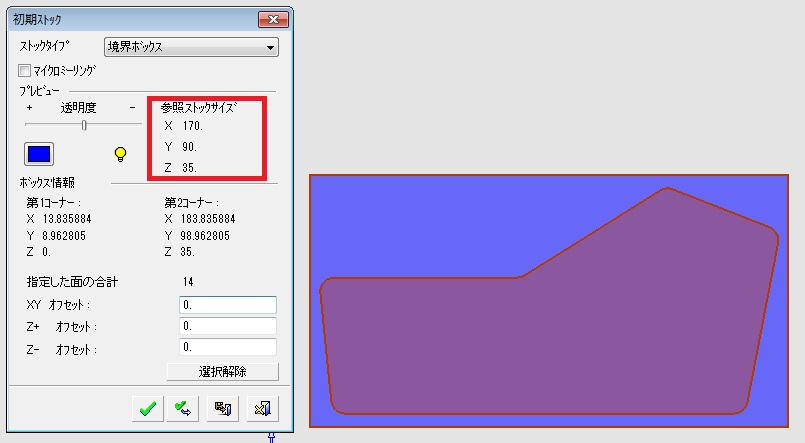 初期ストック
ストックタイプ 境界ボックス
マイクロミーリング
プレビュー
+ 透明度 - 参照ストックサイズ
X 170.
Y 90.
Z 35.
ボックス情報
第1コーナー: 第2コーナー:
X 13.835884 X 183.835884
Y 8.962805 Y 98.962805
Z 0. Z 35.
指定した面の合計 14
XY オフセット: 0.
Z+ オフセット: 0.
Z- オフセット: 0.
選択解除